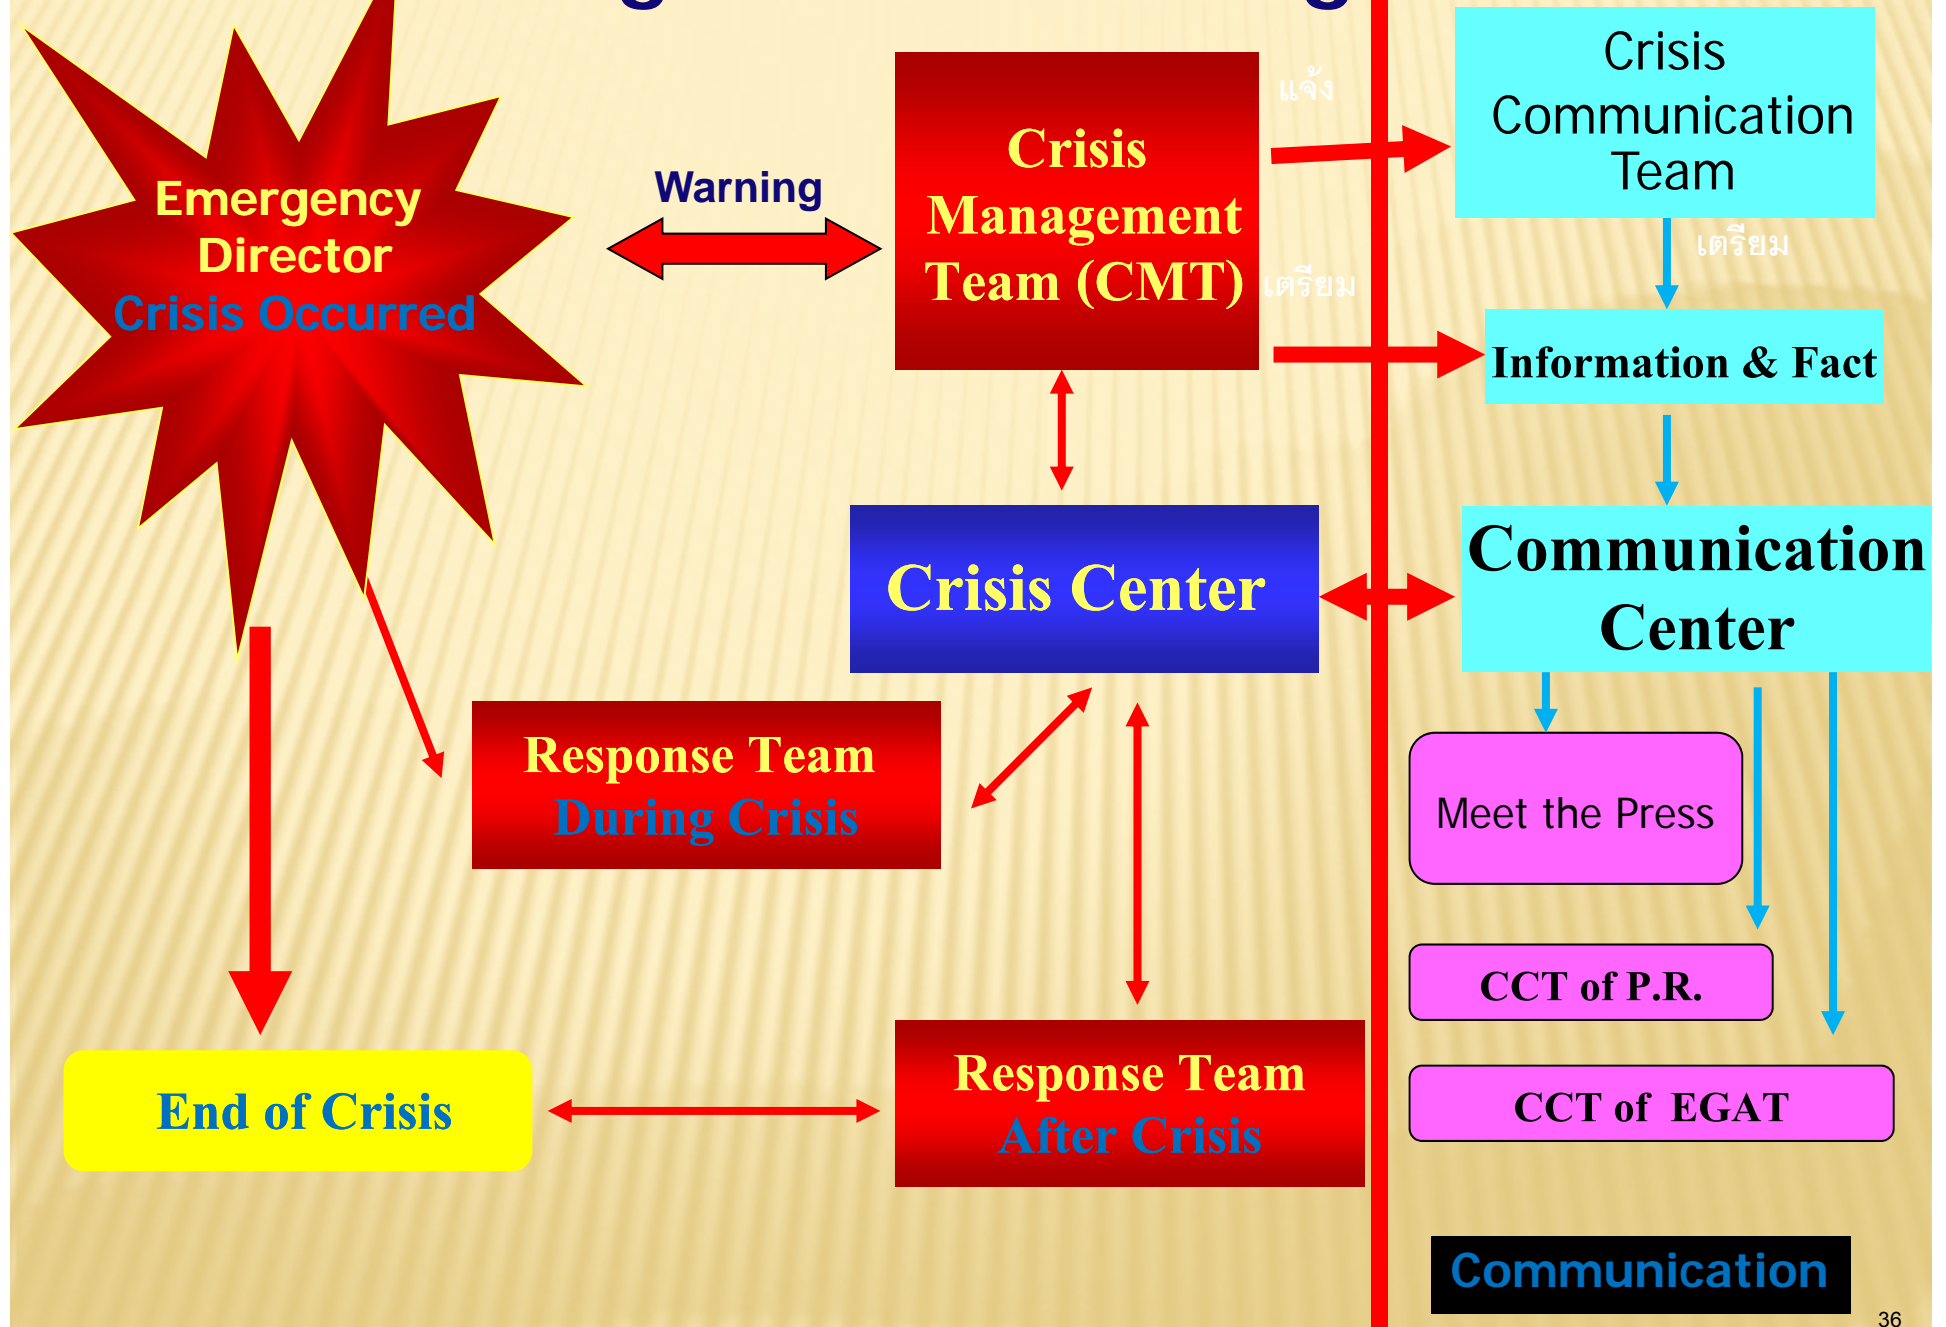 Emergency
Director
Crisis Occurred
Warning
Crisis
Management
Team (CMT)
แจ้ง
เตรียม
Crisis
Communication
Team
เตรียม
Information & Fact
Crisis Center
Communication
Center
Response Team
During Crisis
Meet the Press
CCT of P.R.
End of Crisis
Response Team
After Crisis
CCT of EGAT
Communication
36